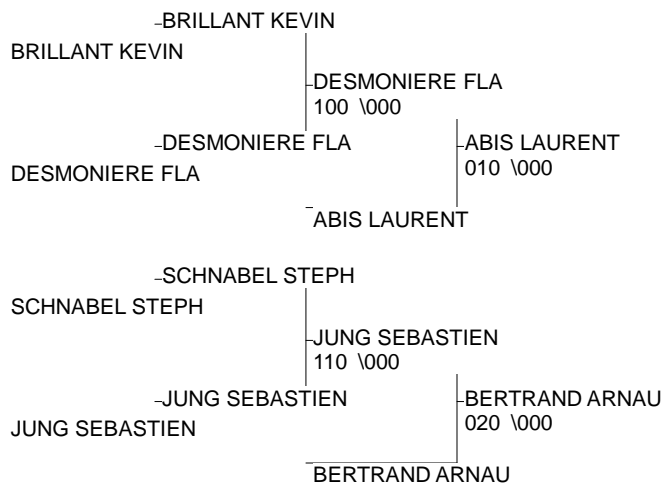 BRILLANT KEVIN
BRILLANT KEVIN
DESMONIERE FLA
100 \000
DESMONIERE FLA
ABIS LAURENT
010 \000
DESMONIERE FLA
ABIS LAURENT
SCHNABEL STEPH
SCHNABEL STEPH
JUNG SEBASTIEN
110 \000
JUNG SEBASTIEN
BERTRAND ARNAU
020 \000
JUNG SEBASTIEN
BERTRAND ARNAU